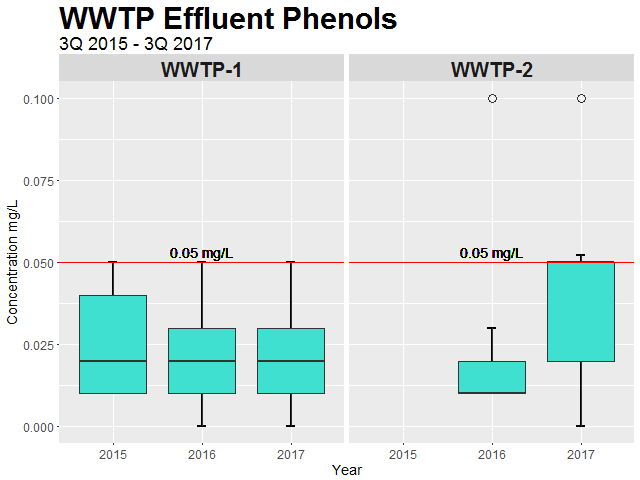 WWTP Effluent Phenols
3Q 2015 - 3Q 2017
WWTP-1 WWTP-2
0.100
0.075
0.050
0.025
0.000
Concentration mg/L
0.05 mg/L 0.05 mg/L
2015 2016 2017 2015 2016 2017
Year